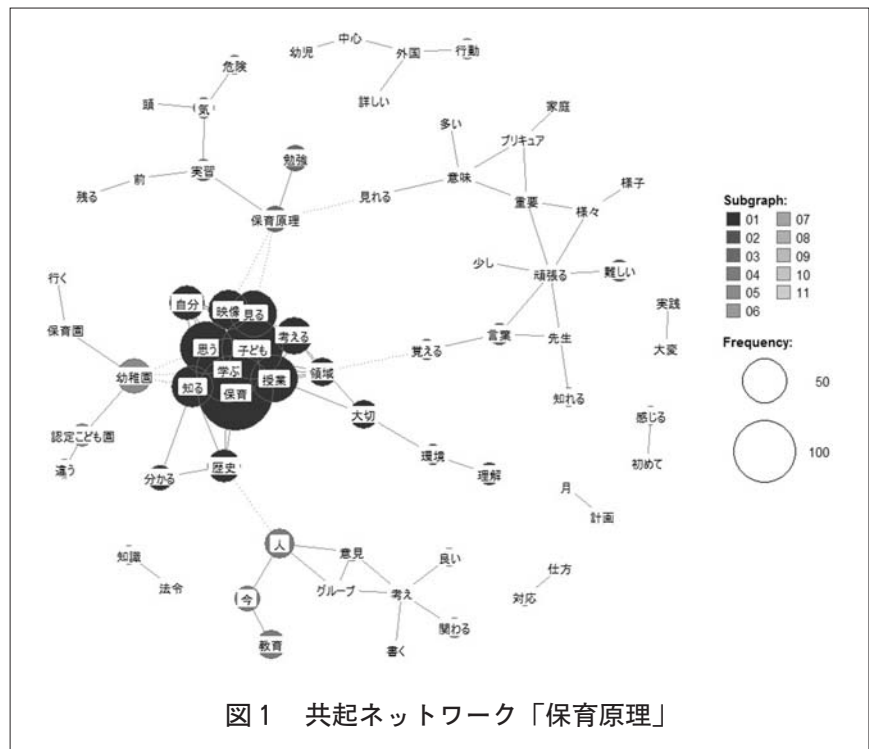 中心
幼児
外国
行動
詳しい
危険
頭
気
家庭
多い
プリキュア
勉強
実習
前
残る
意味
見れる
重要
様々
様子
保育原理
少し
頑張る
難しい
行く
保育園
幼稚園
認定こども園
違う
自分
映像
見る
思う
子ども
考える
学ぶ
知る
授業
領域
保育
覚える
言葉
先生
知れる
大切
歴史
分かる
環境
理解
実践
大変
感じる
初めて
月
計画
人
意見
良い
知識
法令
今
グループ
考え
仕方
対応
教育
関わる
書く
Subgraph:
01 07
02 08
03 09
04 10
05 11
06
Frequency:
50
100
図1 共起ネットワーク「保育原理」